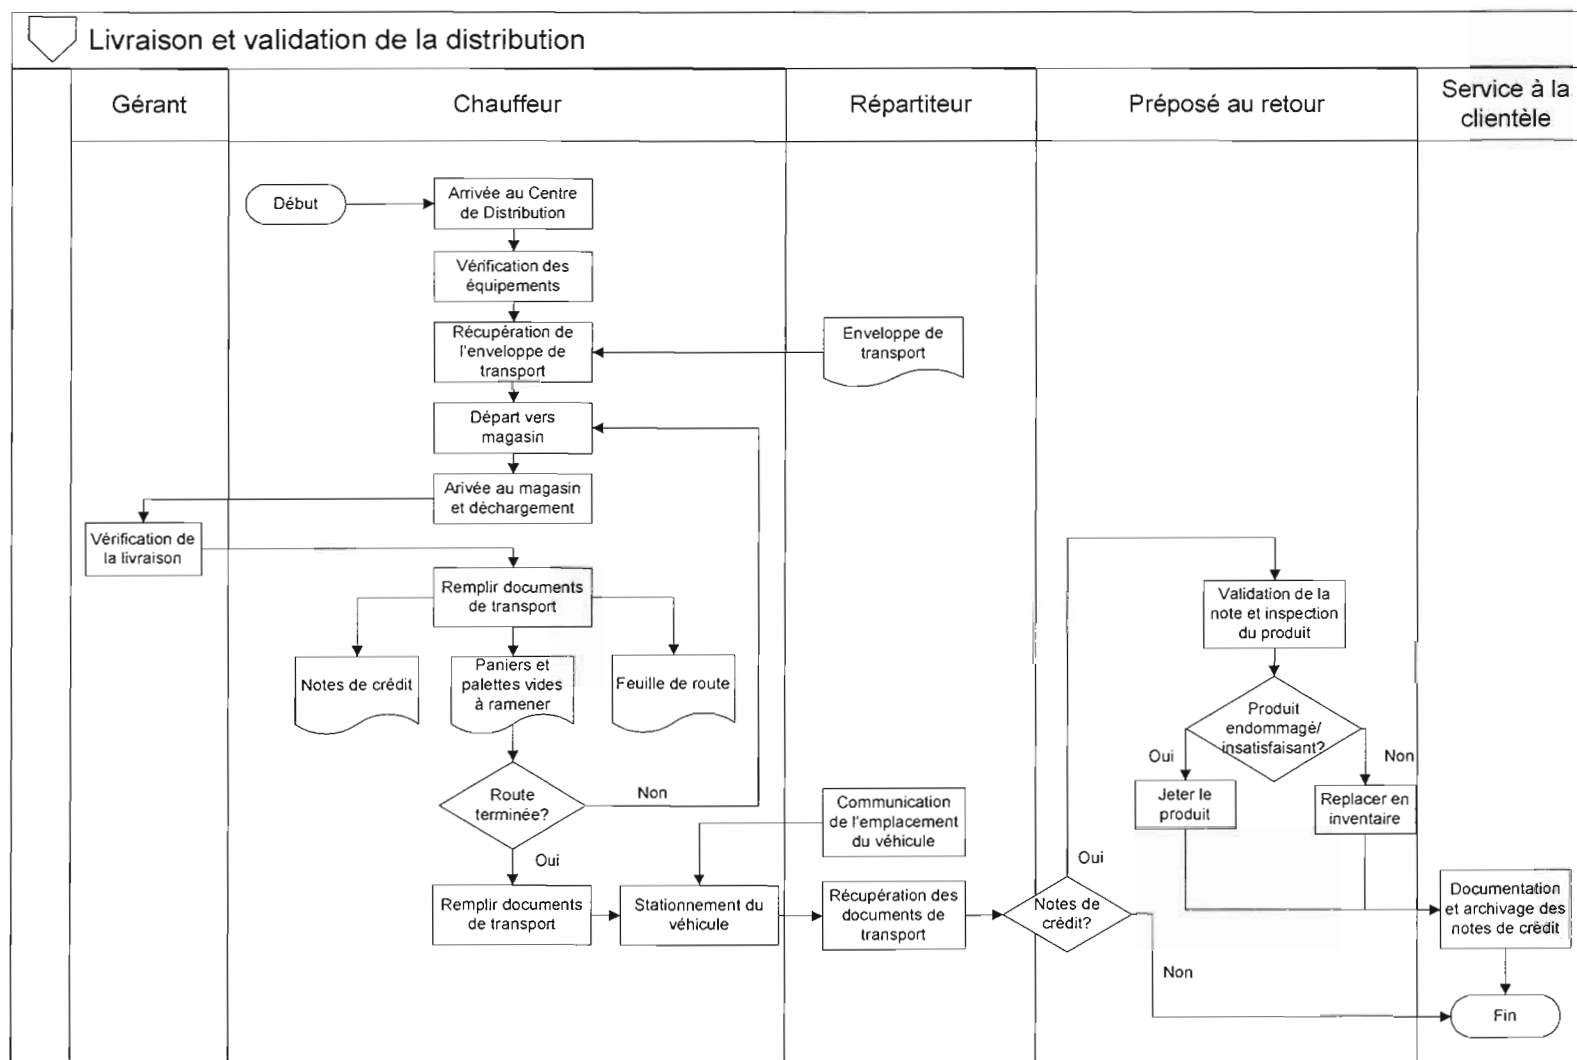 Livraison et validation de la distribution
Gérant
Chauffeur
Répartiteur
Préposé au retour
Service à la
clientèle
Début
Arrivée au Centre
de Distribution
Vérification des
équipements
Récupération de
l'enveloppe de
transport
Enveloppe de
transport
Départ vers
magasin
Arivée au magasin
et déchargement
Vérification de
la livraison
Remplir documents
de transport
Notes de crédit
Paniers et
palettes vides
à ramener
Feuille de route
Route
terminée?
Non
Oui
Remplir documents
de transport
Stationnement du
véhicule
Communication
de l'emplacement
du véhicule
Récupération des
documents de
transport
Notes de
crédit?
Oui
Non
Validation de la
note et inspection
du produit
Produit
endommagé/
insatisfaisant?
Oui
Non
Jeter le
produit
Replacer en
inventaire
Documentation
et archivage des
notes de crédit
Fin